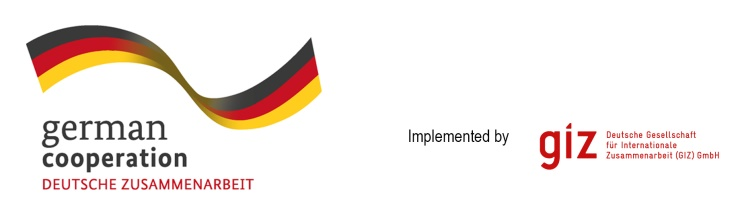 german
cooperation
DEUTSCHE ZUSAMMENARBEIT
Implemented by
giz
Deutsche Gesellschaft
für Internationale
Zusammenarbeit (GIZ) GmbH